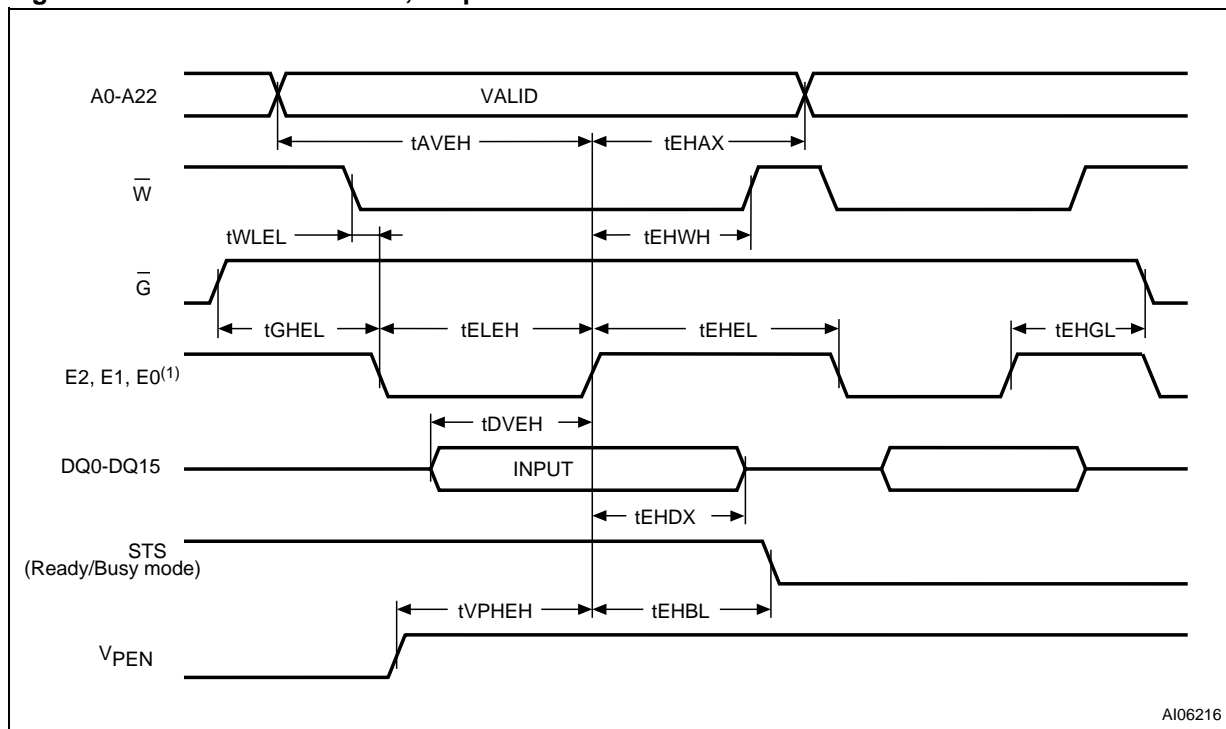 A0-A22
VALID
tAVEH
tEHAX
W
tWLEL
tEHWH
G
tGHEL
tELEH
tEHEL
tEHGL
E2, E1, E0(1)
tDVEH
DQ0-DQ15
INPUT
tEHDX
STS
(Ready/Busy mode)
tVPHEH
tEHBL
VPEN
AI06216